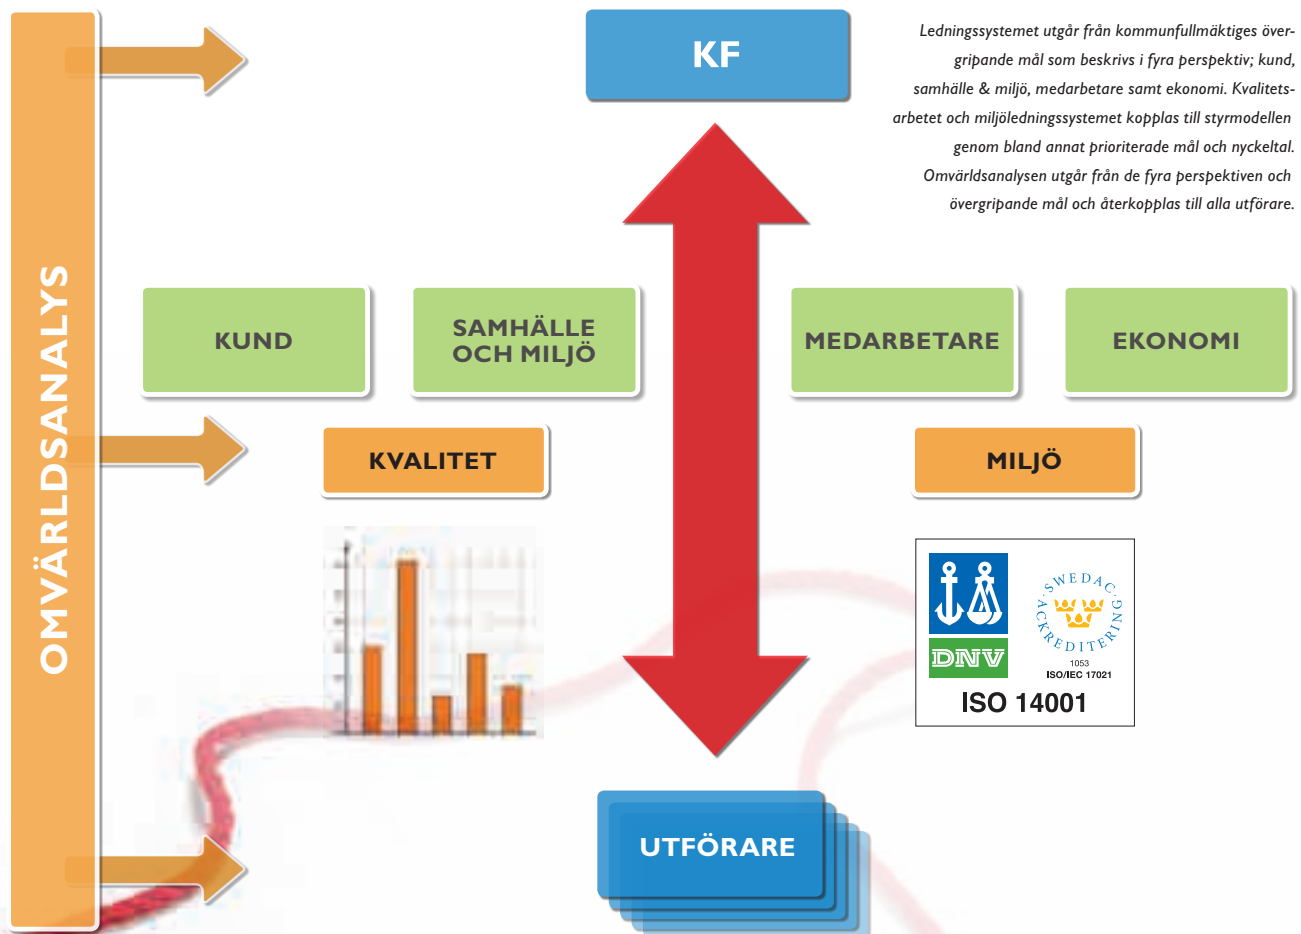 KF
Ledningssystemet utgår från kommunfullmäktiges över-
gripande mål som beskrivs i fyra perspektiv; kund,
samhälle & miljö, medarbetare samt ekonomi. Kvalitets-
arbetet och miljöledningssystemet kopplas till styrmodellen
genom bland annat prioriterade mål och nyckeltal.
Omvärldsanalysen utgår från de fyra perspektiven och
övergripande mål och återkopplas till alla utförare.
OMVÄRLDSANALYS
KUND
SAMHÄLLE
OCH MILJÖ
MEDARBETARE
EKONOMI
KVALITET
MILJÖ
DNV
SWEDAC
ACKREDITERING
1053
ISO/IEC 17021
ISO 14001
UTFÖRARE